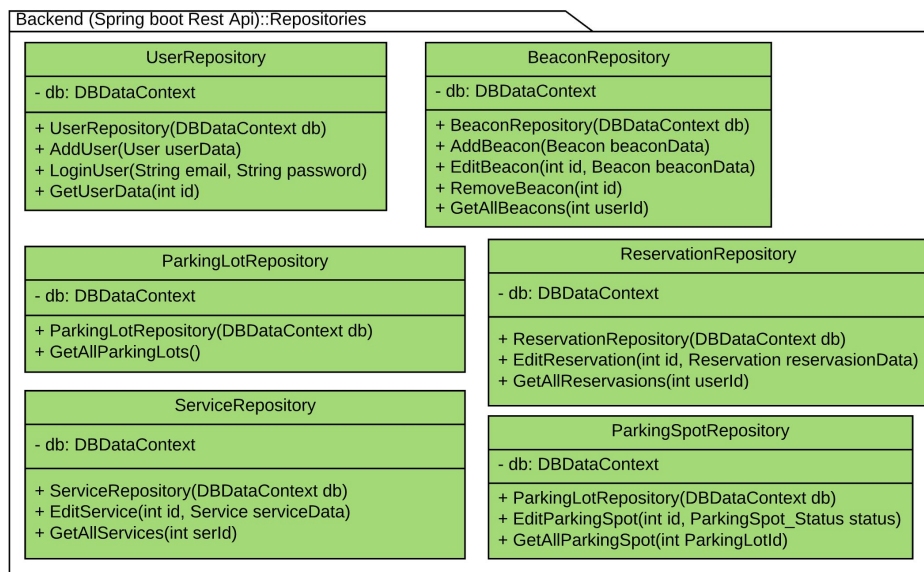 Backend (Spring boot Rest Api)::Repositories
UserRepository
- db: DBDataContext
+ UserRepository(DBDataContext db)
+ AddUser(User userData)
+ LoginUser(String email, String password)
+ GetUserData(int id)
BeaconRepository
- db: DBDataContext
+ BeaconRepository(DBDataContext db)
+ AddBeacon(Beacon beaconData)
+ EditBeacon(int id, Beacon beaconData)
+ RemoveBeacon(int id)
+ GetAllBeacons(int userId)
ParkingLotRepository
- db: DBDataContext
+ ParkingLotRepository(DBDataContext db)
+ GetAllParkingLots()
ReservationRepository
- db: DBDataContext
+ ReservationRepository(DBDataContext db)
+ EditReservation(int id, Reservation reservasionData)
+ GetAllReservasions(int userId)
ServiceRepository
- db: DBDataContext
+ ServiceRepository(DBDataContext db)
+ EditService(int id, Service serviceData)
+ GetAllServices(int serId)
ParkingSpotRepository
- db: DBDataContext
+ ParkingLotRepository(DBDataContext db)
+ EditParkingSpot(int id, ParkingSpot_Status status)
+ GetAllParkingSpot(int ParkingLotId)